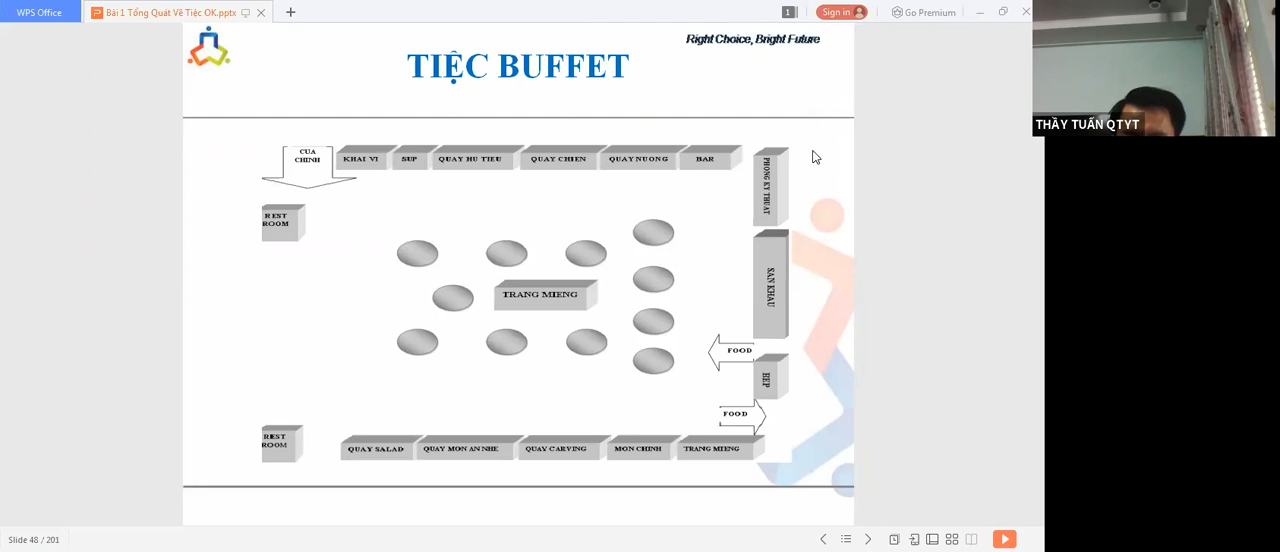 WPS Office
Bài 1 Tổng Quát Về Tiệc OK.pptx
1
Sign in
Go Premium
Right Choice, Bright Future
TIỆC BUFFET
THẦY TUẤN QTYT
CUA
CHINH
KHAI VI
SUP
QUAY HU TIEU
QUAY CHIEN
QUAY NUONG
BAR
PHONG KY THUAT
REST
ROOM
TRANG MIENG
SAN KHAU
FOOD
BEP
FOOD
REST
ROOM
QUAY SALAD
QUAY MON AN NHE
QUAY CARVING
MON CHINH
TRANG MIENG
Slide 48 / 201